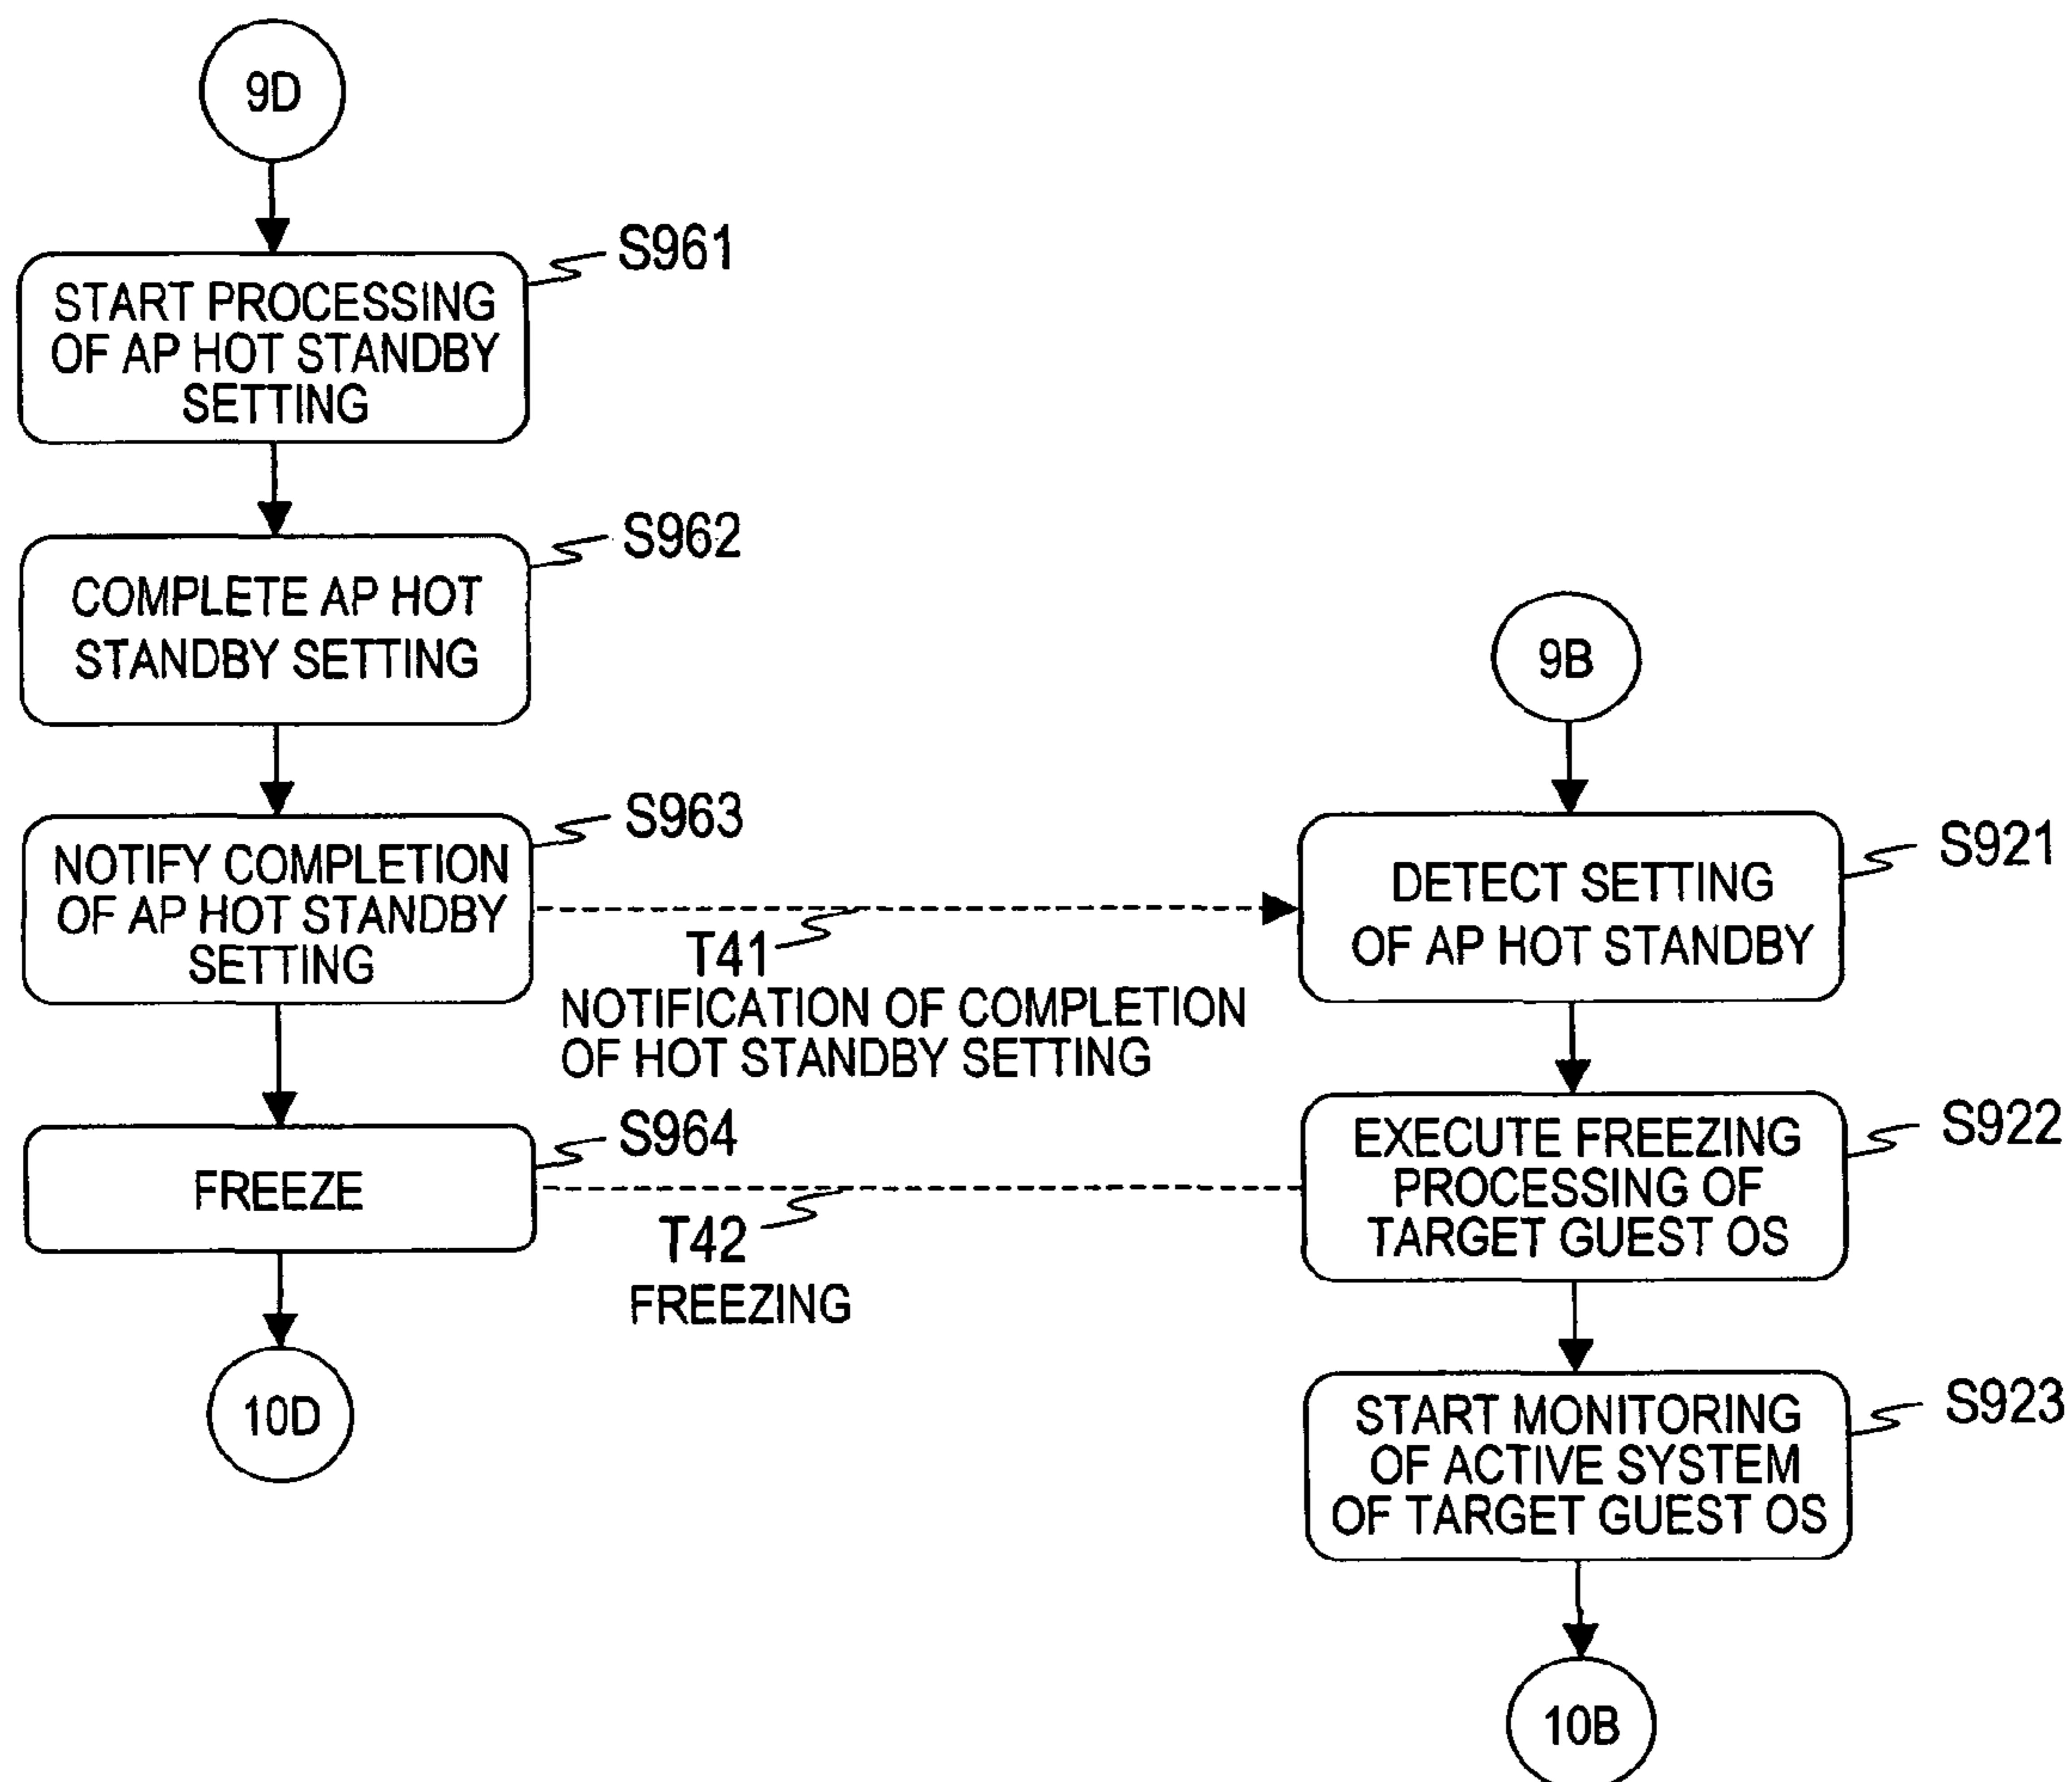 9D
S961
START PROCESSING
OF AP HOT STANDBY
SETTING
S962
COMPLETE AP HOT
STANDBY SETTING
9B
S963
NOTIFY COMPLETION
OF AP HOT STANDBY
SETTING
S921
DETECT SETTING
OF AP HOT STANDBY
T41
NOTIFICATION OF COMPLETION
OF HOT STANDBY SETTING
S964
FREEZE
S922
EXECUTE FREEZING
PROCESSING OF
TARGET GUEST OS
T42
FREEZING
10D
S923
START MONITORING
OF ACTIVE SYSTEM
OF TARGET GUEST OS
10B